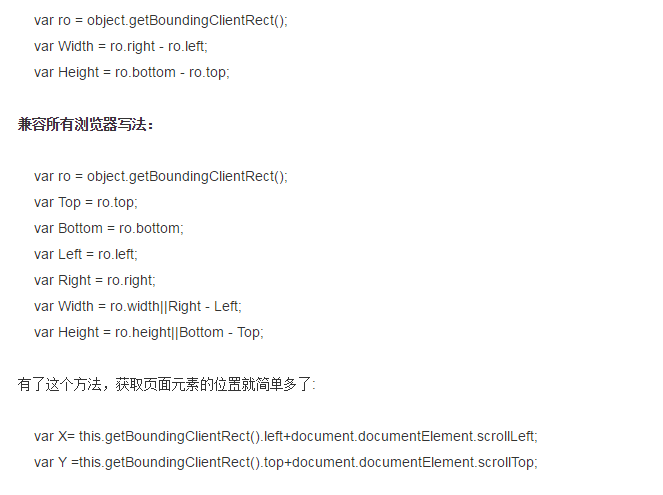 var ro = object.getBoundingClientRect();
var Width = ro.right - ro.left;
var Height = ro.bottom - ro.top;
兼容所有浏览器写法：
var ro = object.getBoundingClientRect();
var Top = ro.top;
var Bottom = ro.bottom;
var Left = ro.left;
var Right = ro.right;
var Width = ro.width||Right - Left;
var Height = ro.height||Bottom - Top;
有了这个方法，获取页面元素的位置就简单多了:
var X= this.getBoundingClientRect().left+document.documentElement.scrollLeft;
var Y =this.getBoundingClientRect().top+document.documentElement.scrollTop;